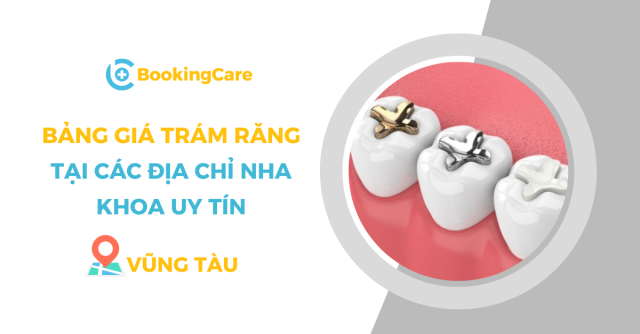 BookingCare
BẢNG GIÁ TRÁM RĂNG
TẠI CÁC ĐỊA CHỈ NHA
KHOA UY TÍN
VŨNG TÀU